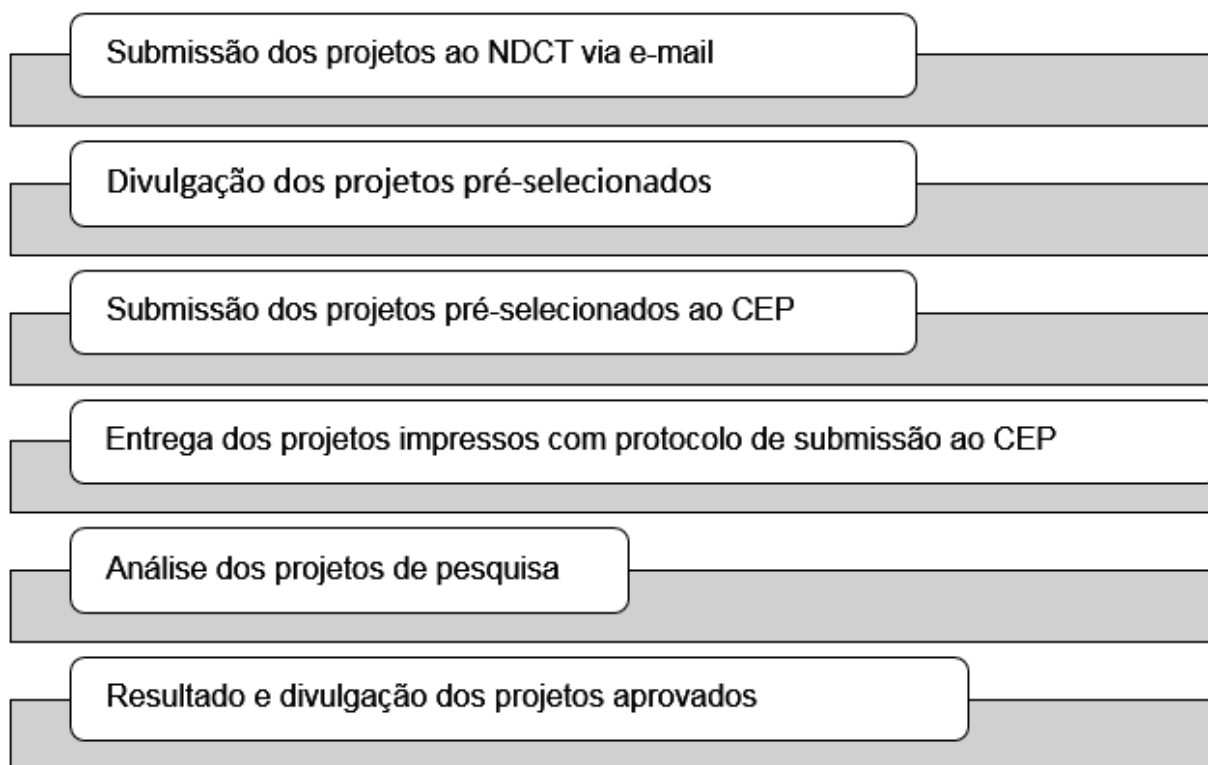 Submissão dos projetos ao NDCT via e-mail
Divulgação dos projetos pré-selecionados
Submissão dos projetos pré-selecionados ao CEP
Entrega dos projetos impressos com protocolo de submissão ao CEP
Análise dos projetos de pesquisa
Resultado e divulgação dos projetos aprovados